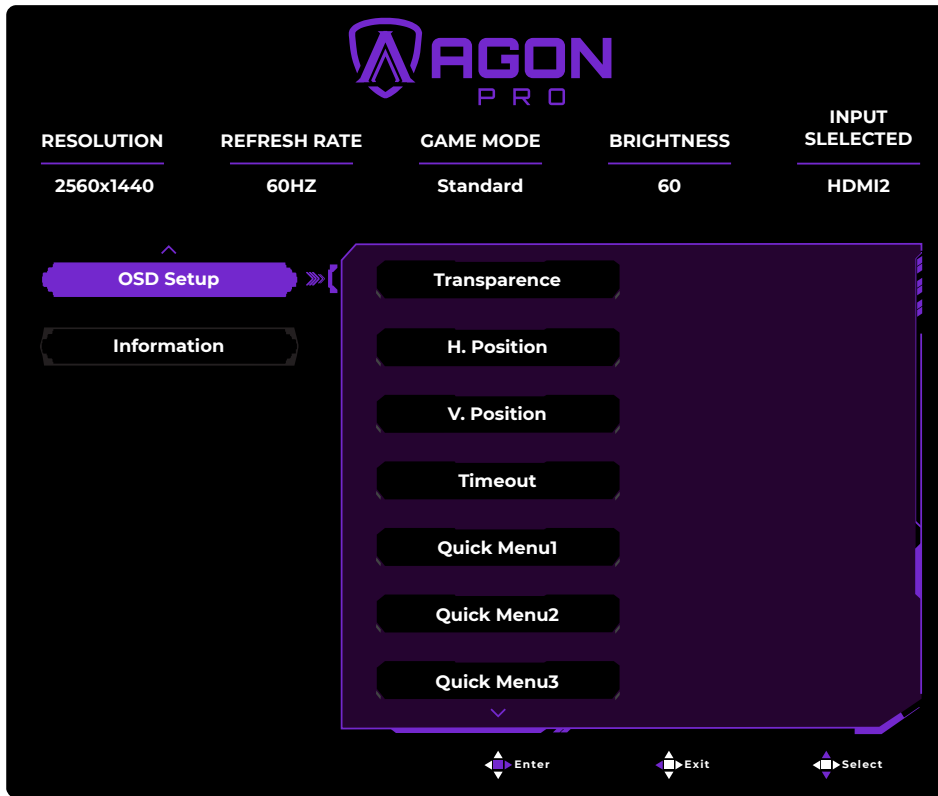 AGON
PRO
RESOLUTION
REFRESH RATE
GAME MODE
BRIGHTNESS
INPUT
SLELECTED
2560x1440
60HZ
Standard
60
HDMI2
OSD Setup
Information
Transparence
H. Position
V. Position
Timeout
Quick Menu1
Quick Menu2
Quick Menu3
Enter
Exit
Select